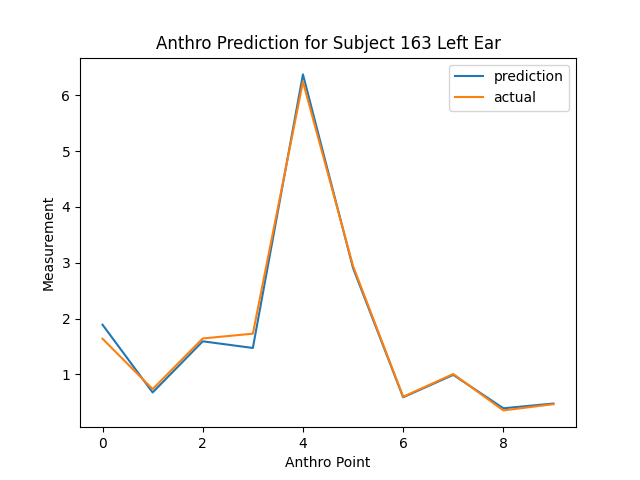 Anthro Prediction for Subject 163 Left Ear
prediction
actual
Measurement
6
5
4
3
2
1
0 2 4 6 8
Anthro Point